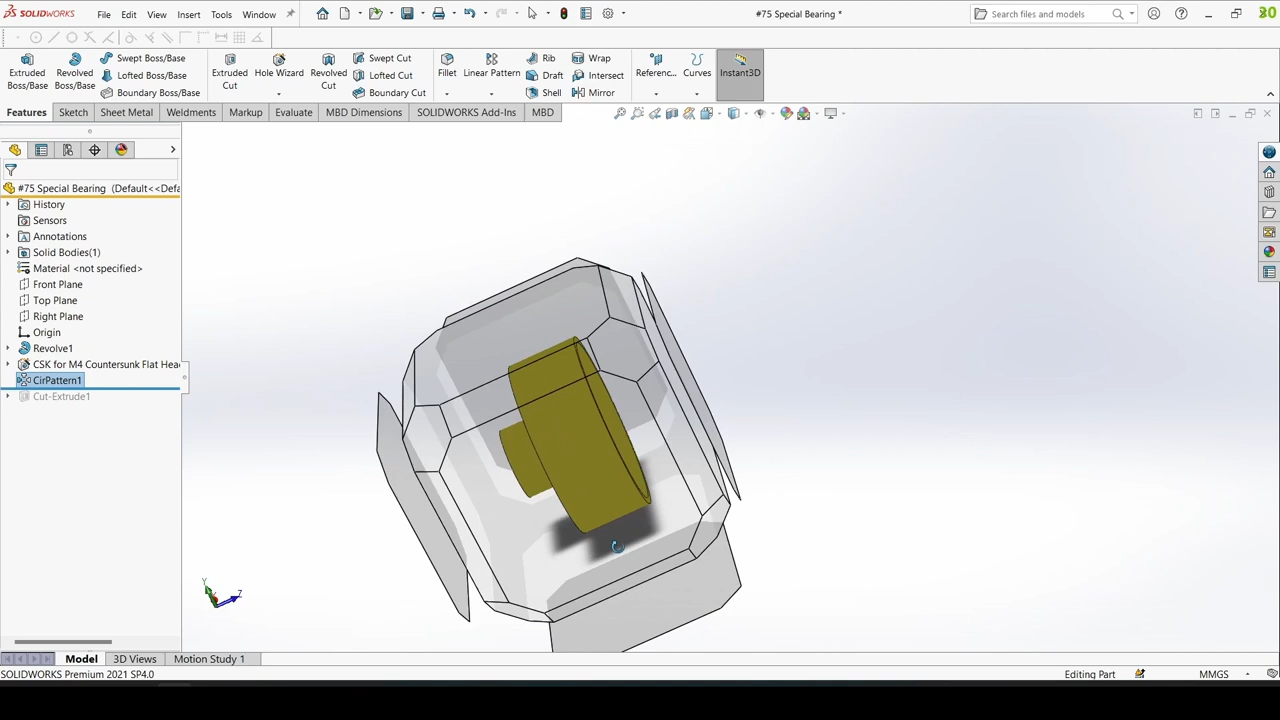 SOLIDWORKS File Edit View Insert Tools Window #75 Special Bearing * Search files and models
Extruded Boss/Base Revolved Boss/Base Swept Boss/Base Lofted Boss/Base Boundary Boss/Base Extruded Cut Hole Wizard Revolved Cut Swept Cut Lofted Cut Boundary Cut Fillet Linear Pattern Rib Draft Shell Wrap Intersect Mirror Referenc... Curves Instant3D
Features Sketch Sheet Metal Weldments Markup Evaluate MBD Dimensions SOLIDWORKS Add-Ins MBD
#75 Special Bearing (Default<<Defa
History
Sensors
Annotations
Solid Bodies(1)
Material <not specified>
Front Plane
Top Plane
Right Plane
Origin
Revolve1
CSK for M4 Countersunk Flat Hea
CirPattern1
Cut-Extrude1
Y
Z
Model 3D Views Motion Study 1
SOLIDWORKS Premium 2021 SP4.0 Editing Part MMGS